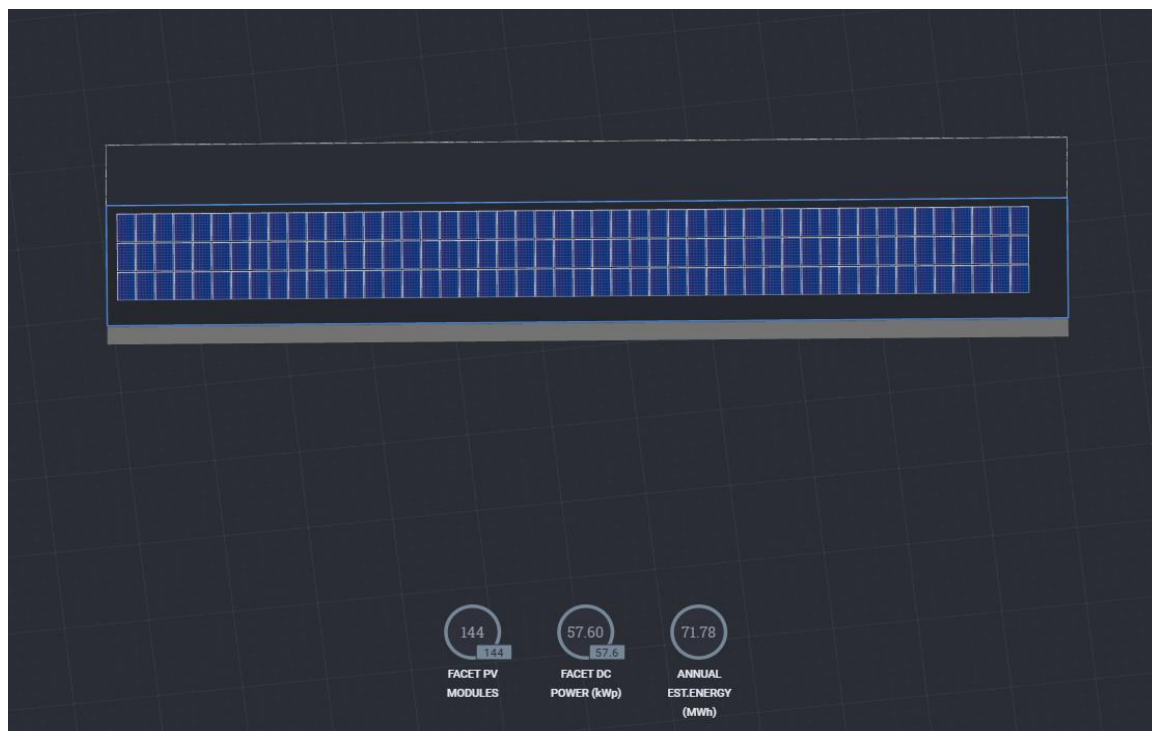 144
144
FACET PV
MODULES
57.60
57.6
FACET DC
POWER (kWp)
71.78
ANNUAL
EST.ENERGY
(MWh)